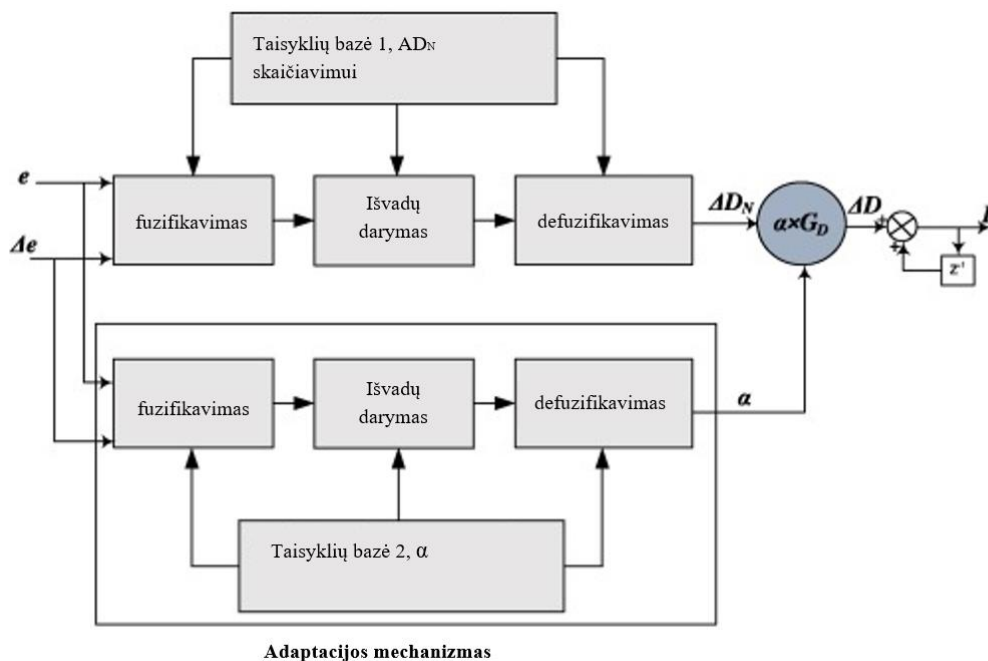 Taisyklių bazė 1, ADN
skaičiavimui
e
Δe
fuzifikavimas
Išvadų
darymas
defuzifikavimas
ΔDN
α×GD
ΔD
+
+
z-1
fuzifikavimas
Išvadų
darymas
defuzifikavimas
α
Taisyklių bazė 2, α
Adaptacijos mechanizmas